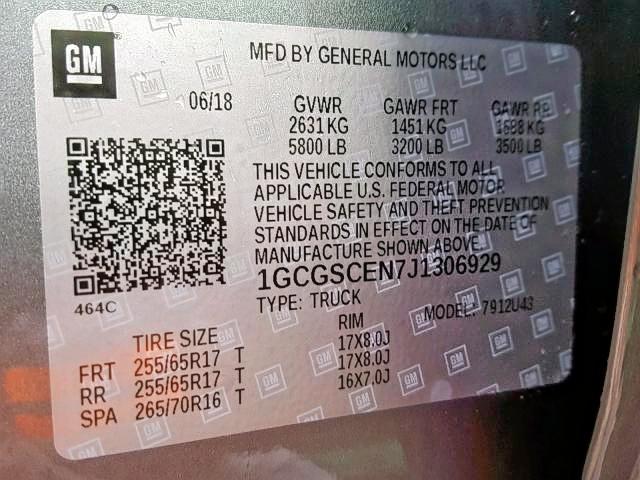 GM
MFD BY GENERAL MOTORS LLC
06/18 GVWR GAWR FRT GAWR RR
2631 KG 1451 KG 1588 KG
5800 LB 3200 LB 3500 LB
THIS VEHICLE CONFORMS TO ALL
APPLICABLE U.S. FEDERAL MOTOR
VEHICLE SAFETY AND THEFT PREVENTION
STANDARDS IN EFFECT ON THE DATE OF
MANUFACTURE SHOWN ABOVE.
1GCGSCEN7J1306929
464C
TYPE: TRUCK MODEL: 7912U43
TIRE SIZE RIM
FRT 255/65R17 T 17X8.0J
RR 255/65R17 T 17X8.0J
SPA 265/70R16 T 16X7.0J